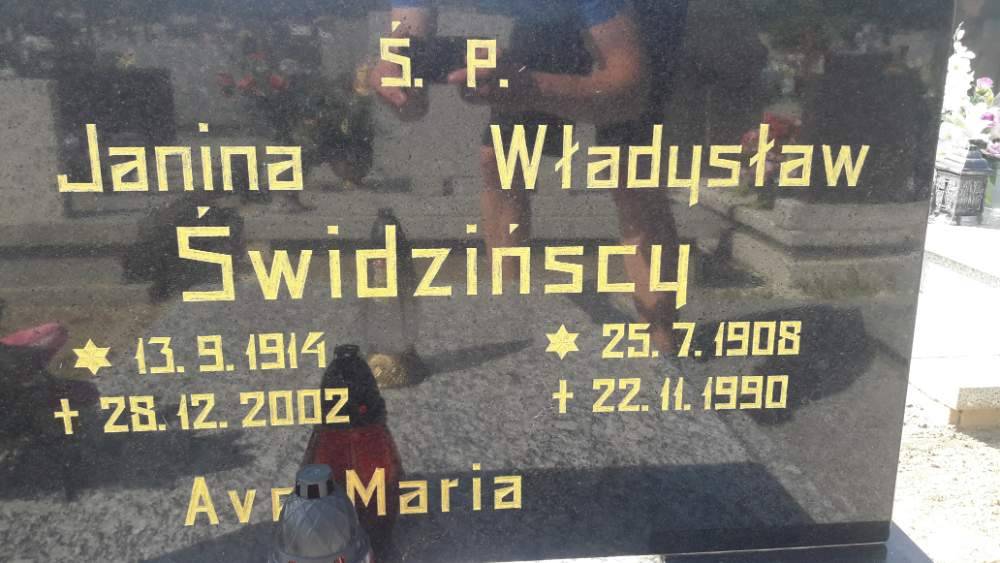 Ś. P.
Janina Władysław
Świdzińscy
✶ 13. 9. 1914 ✶ 25. 7. 1908
✝ 28. 12. 2002 ✝ 22. 11. 1990
Ave Maria